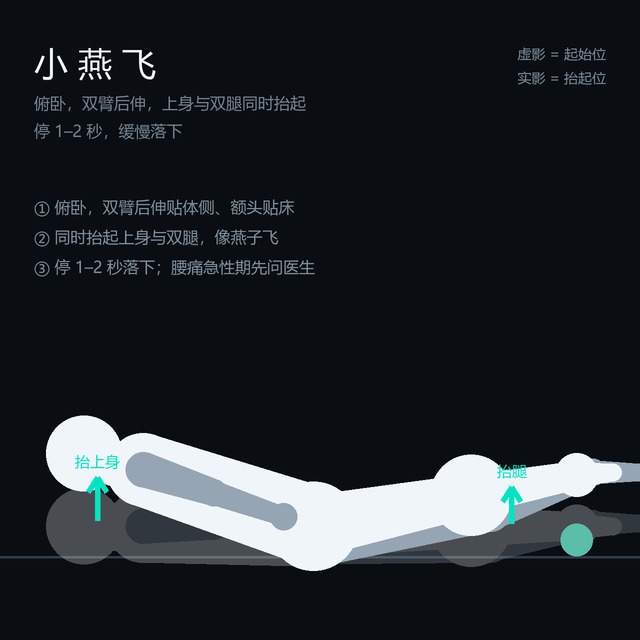 小燕飞
虚影 = 起始位
实影 = 抬起位
俯卧，双臂后伸，上身与双腿同时抬起
停 1–2 秒，缓慢落下
① 俯卧，双臂后伸贴体侧、额头贴床
② 同时抬起上身与双腿，像燕子飞
③ 停 1–2 秒落下；腰痛急性期先问医生
抬上身
抬腿